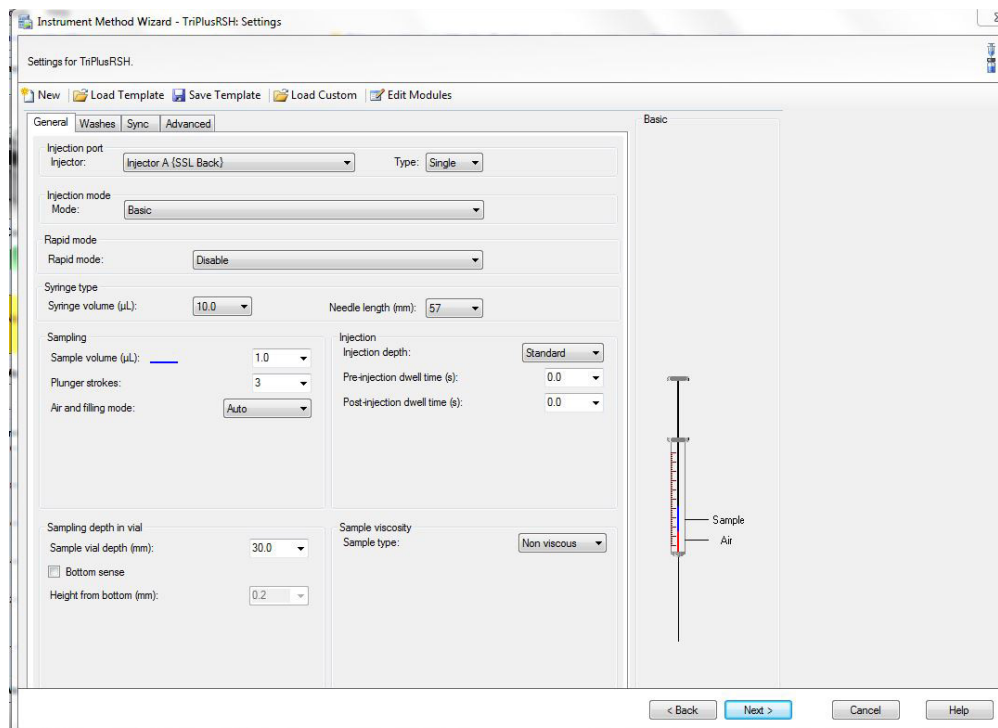 Instrument Method Wizard - TriPlusRSH: Settings
Settings for TriPlusRSH.
New Load Template Save Template Load Custom Edit Modules
General Washes Sync Advanced
Basic
Injection port
Injector: Injector A {SSL Back} Type: Single
Injection mode
Mode: Basic
Rapid mode
Rapid mode: Disable
Syringe type
Syringe volume (µL): 10.0 Needle length (mm): 57
Sampling
Sample volume (µL): 1.0
Plunger strokes: 3
Air and filling mode: Auto
Injection
Injection depth: Standard
Pre-injection dwell time (s): 0.0
Post-injection dwell time (s): 0.0
Sample
Air
Sampling depth in vial
Sample vial depth (mm): 30.0
Bottom sense
Height from bottom (mm): 0.2
Sample viscosity
Sample type: Non viscous
< Back Next > Cancel Help